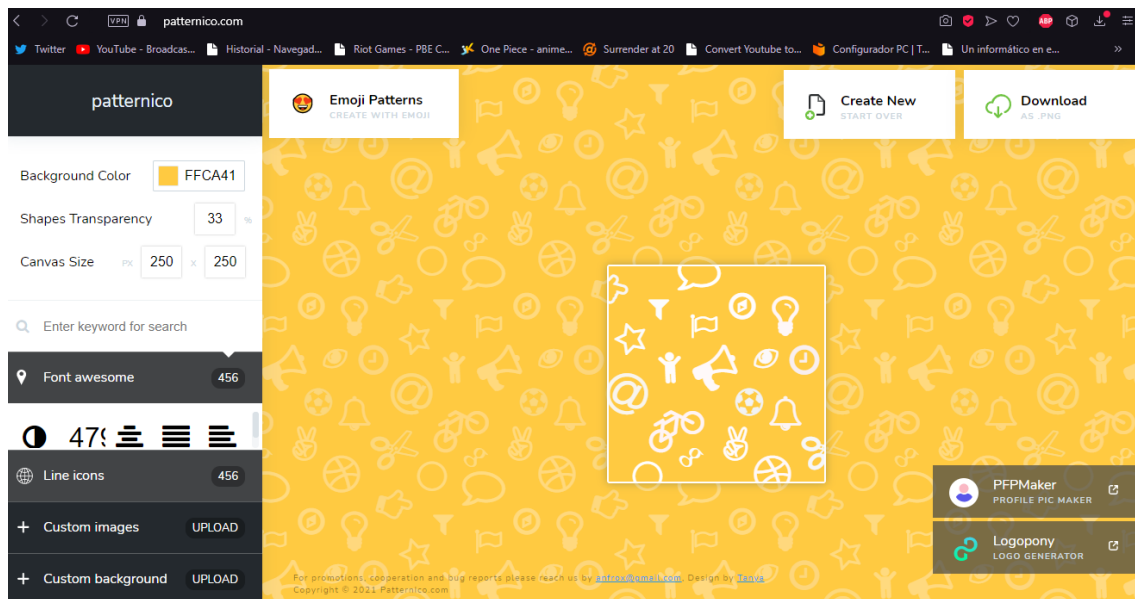 VPN patternico.com ABP
Twitter YouTube - Broadcas... Historial - Navegad... Riot Games - PBE C... One Piece - anime... Surrender at 20 Convert Youtube to... Configurador PC | T... Un informático en e... »
patternico
Emoji Patterns
CREATE WITH EMOJI
Create New
START OVER
Download
AS .PNG
Background Color FFCA41
Shapes Transparency 33 %
Canvas Size PX 250 x 250
Enter keyword for search
Font awesome 456
Line icons 456
Custom images UPLOAD
Custom background UPLOAD
PFPMaker
PROFILE PIC MAKER
Logopony
LOGO GENERATOR
For promotions, cooperation and bug reports please reach us by anfrox@gmail.com. Design by Tanya
Copyright © 2021 Patternico.com